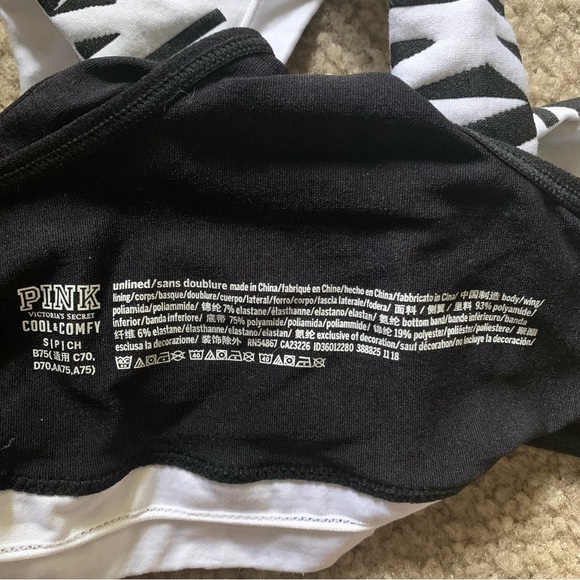 PINK
VICTORIA'S SECRET
COOL&COMFY
S|P|CH
B75(适用 C70,
D70,AA75,A75)
unlined/sans doublure made in China/fabriqué en Chine/hecho en China/fabbricato in Cina/ 中国制造 body/wing/
lining/corps/basque/doublure/cuerpo/lateral/forro/corpo/fascia laterale/fodera/ 面料 / 侧翼 / 里料 93% polyamide/
poliamida/poliammide/ 锦纶7% elastane/élasthanne/elastano/elastan/ 氨纶 bottom band/bande inférieure/banda
inferior/banda inferiore/ 底带 75% polyamide/polyamide/poliamida/poliammide/ 锦纶 19% polyester/poliéster/poliestere/ 聚酯
纤维 6% elastane/élasthanne/elastano/elastan/ 氨纶 exclusive of decoration/sauf décoration/no incluye la decoración/
esclusa la decorazione/ 装饰除外 RN54867 CA23226 ID36012280 388825 11 18